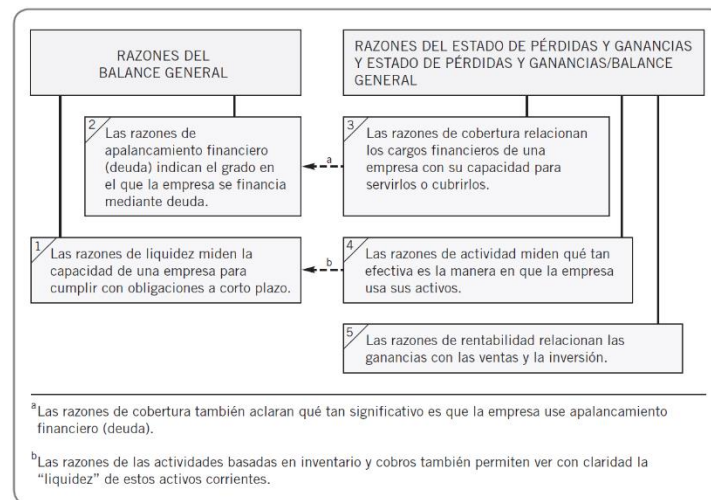 RAZONES DEL
BALANCE GENERAL
RAZONES DEL ESTADO DE PÉRDIDAS Y GANANCIAS
Y ESTADO DE PÉRDIDAS Y GANANCIAS/BALANCE
GENERAL
2
Las razones de
apalancamiento financiero
(deuda) indican el grado en
el que la empresa se financia
mediante deuda.
a
3
Las razones de cobertura relacionan
los cargos financieros de una
empresa con su capacidad para
servirlos o cubrirlos.
1
Las razones de liquidez miden la
capacidad de una empresa para
cumplir con obligaciones a corto plazo.
b
4
Las razones de actividad miden qué tan
efectiva es la manera en que la empresa
usa sus activos.
5
Las razones de rentabilidad relacionan las
ganancias con las ventas y la inversión.
a Las razones de cobertura también aclaran qué tan significativo es que la empresa use apalancamiento
financiero (deuda).
b Las razones de las actividades basadas en inventario y cobros también permiten ver con claridad la
“liquidez” de estos activos corrientes.